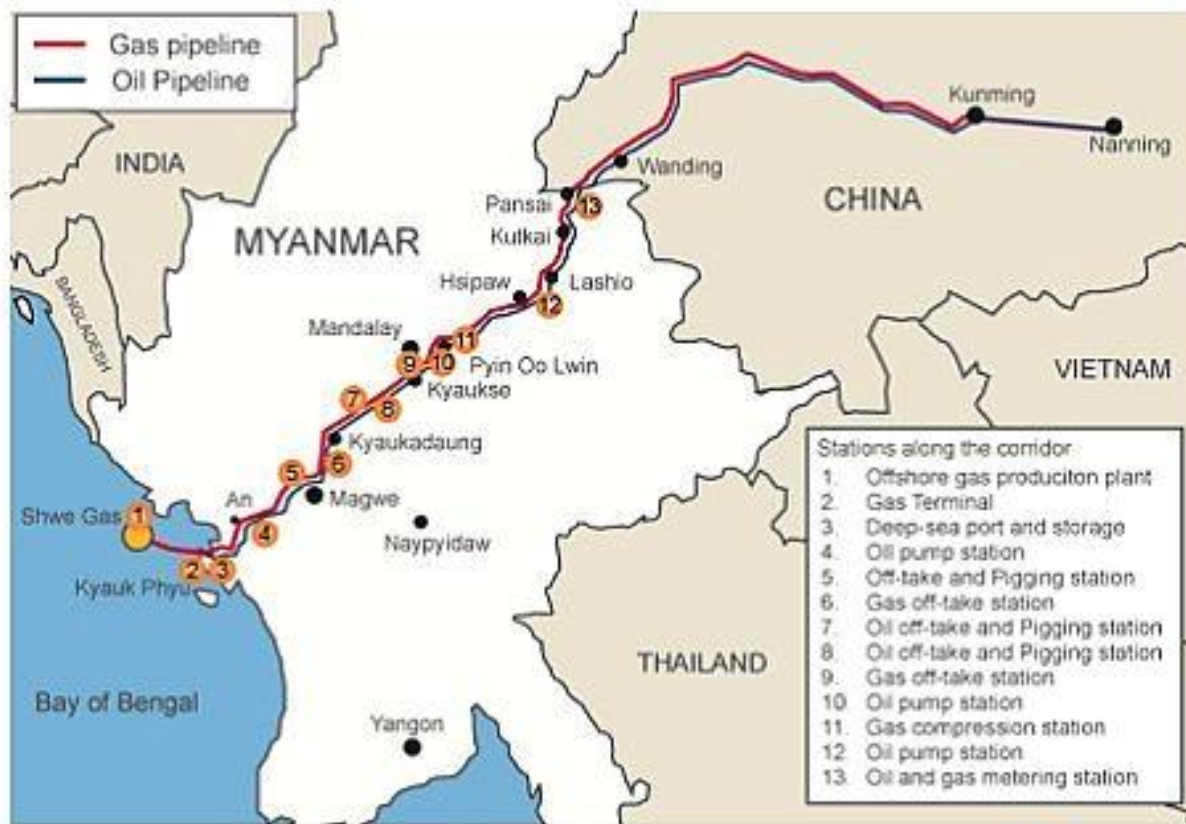 Gas pipeline
Oil Pipeline
INDIA
MYANMAR
BANGLADESH
CHINA
VIETNAM
THAILAND
Bay of Bengal
Kunming
Nanning
Wanding
Pansai
13
Kutkai
Hsipaw
Lashio
12
Mandalay
11
9
10
Pyin Oo Lwin
Kyaukse
7
8
Kyaukadaung
5
6
An
Magwe
4
Naypyidaw
Shwe Gas
1
2
3
Kyauk Phyu
Yangon
Stations along the corridor
1. Offshore gas produciton plant
2. Gas Terminal
3. Deep-sea port and storage
4. Oll pump station
5. Off-take and Pigging station
6. Gas off-take station
7. Oil off-take and Pigging station
8. Oil off-take and Pigging station
9. Gas off-take station
10. Oil pump station
11. Gas compression station
12. Oil pump station
13. Oil and gas metering station